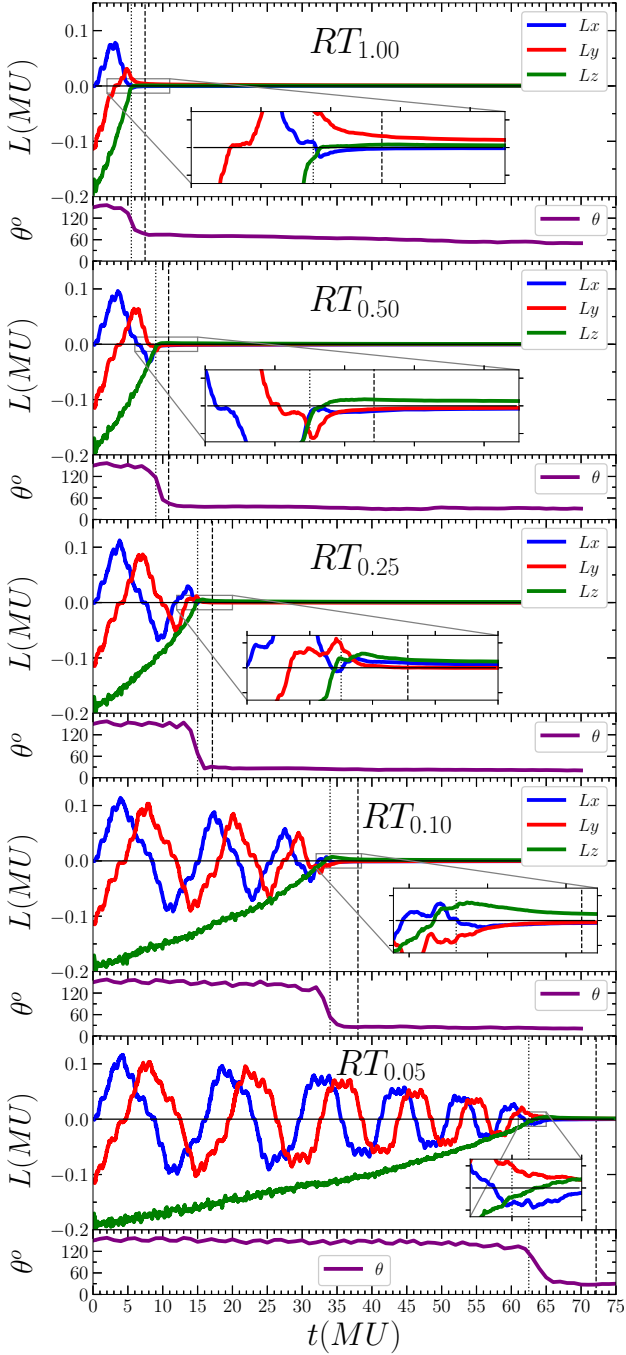 0.1
0.0
−0.1
−0.2
L(MU)
RT1.00
Lx
Ly
Lz
120
60
0
θº
θ
0.1
0.0
−0.1
−0.2
L(MU)
RT0.50
Lx
Ly
Lz
120
60
0
θº
θ
0.1
0.0
−0.1
−0.2
L(MU)
RT0.25
Lx
Ly
Lz
120
60
0
θº
θ
0.1
0.0
−0.1
−0.2
L(MU)
RT0.10
Lx
Ly
Lz
120
60
0
θº
θ
0.1
0.0
−0.1
−0.2
L(MU)
RT0.05
120
60
0
θº
θ
0 5 10 15 20 25 30 35 40 45 50 55 60 65 70 75
t(MU)